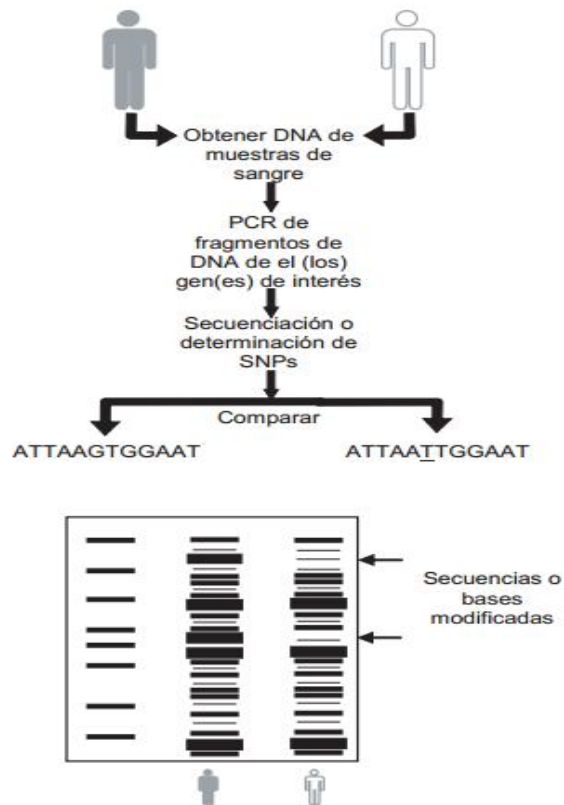 Obtener DNA de
muestras de
sangre
PCR de
fragmentos de
DNA de el (los)
gen(es) de interés
Secuenciación o
determinación de
SNPs
Comparar
ATTAAGTGGAAT
ATTAATTGGAAT
Secuencias o
bases
modificadas